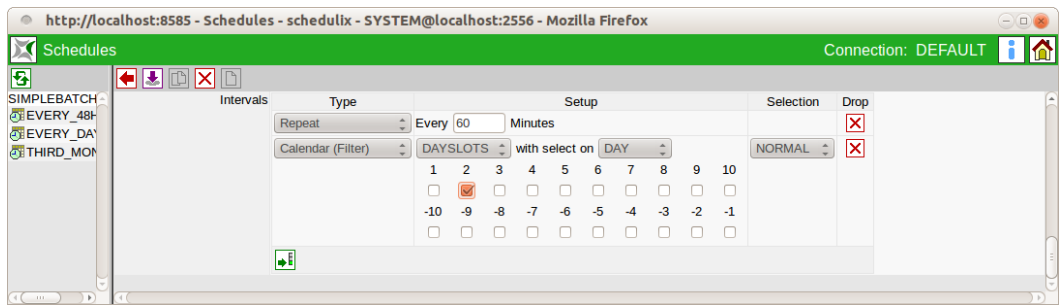 http://localhost:8585 - Schedules - schedulix - SYSTEM@localhost:2556 - Mozilla Firefox
Schedules Connection: DEFAULT
SIMPLEBATCH
EVERY_48H
EVERY_DAY
THIRD_MON
Intervals Type Setup Selection Drop
Repeat Every 60 Minutes
Calendar (Filter) DAYSLOTS with select on DAY NORMAL
1 2 3 4 5 6 7 8 9 10
-10 -9 -8 -7 -6 -5 -4 -3 -2 -1